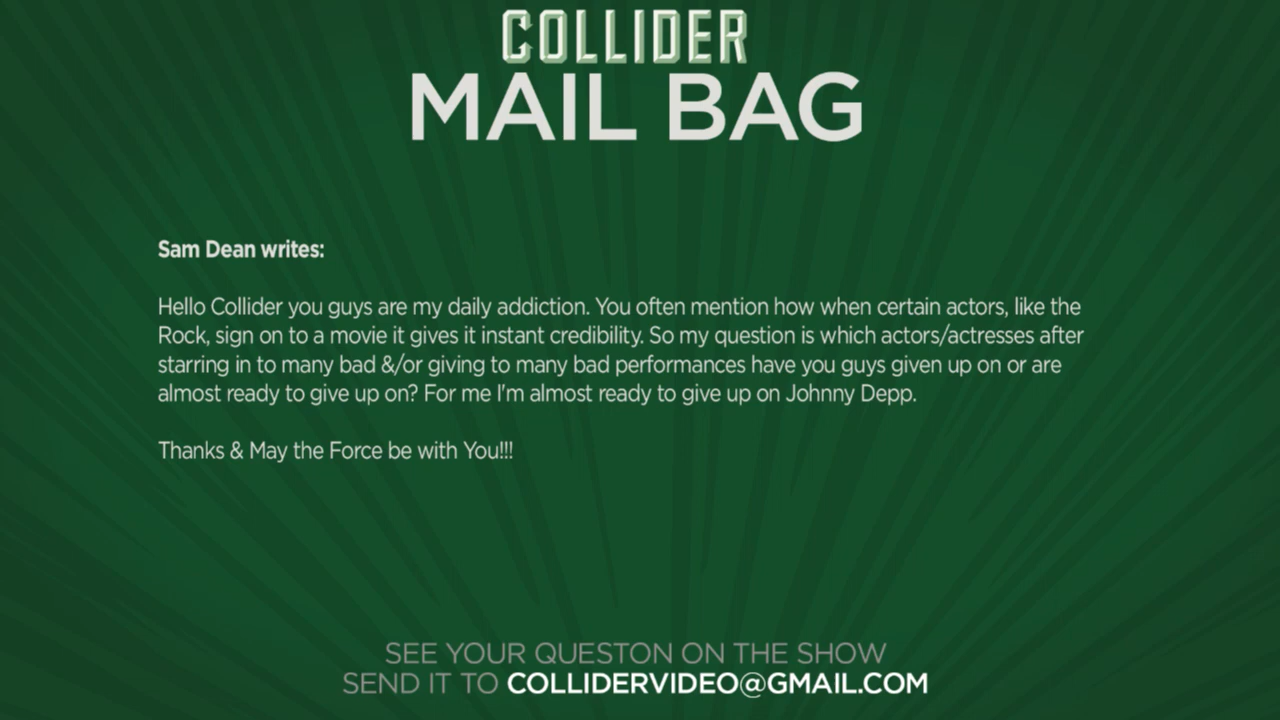 COLLIDER
MAIL BAG
Sam Dean writes:
Hello Collider you guys are my daily addiction. You often mention how when certain actors, like the
Rock, sign on to a movie it gives it instant credibility. So my question is which actors/actresses after
starring in to many bad &/or giving to many bad performances have you guys given up on or are
almost ready to give up on? For me I'm almost ready to give up on Johnny Depp.
Thanks & May the Force be with You!!!
SEE YOUR QUESTON ON THE SHOW
SEND IT TO COLLIDERVIDEO@GMAIL.COM